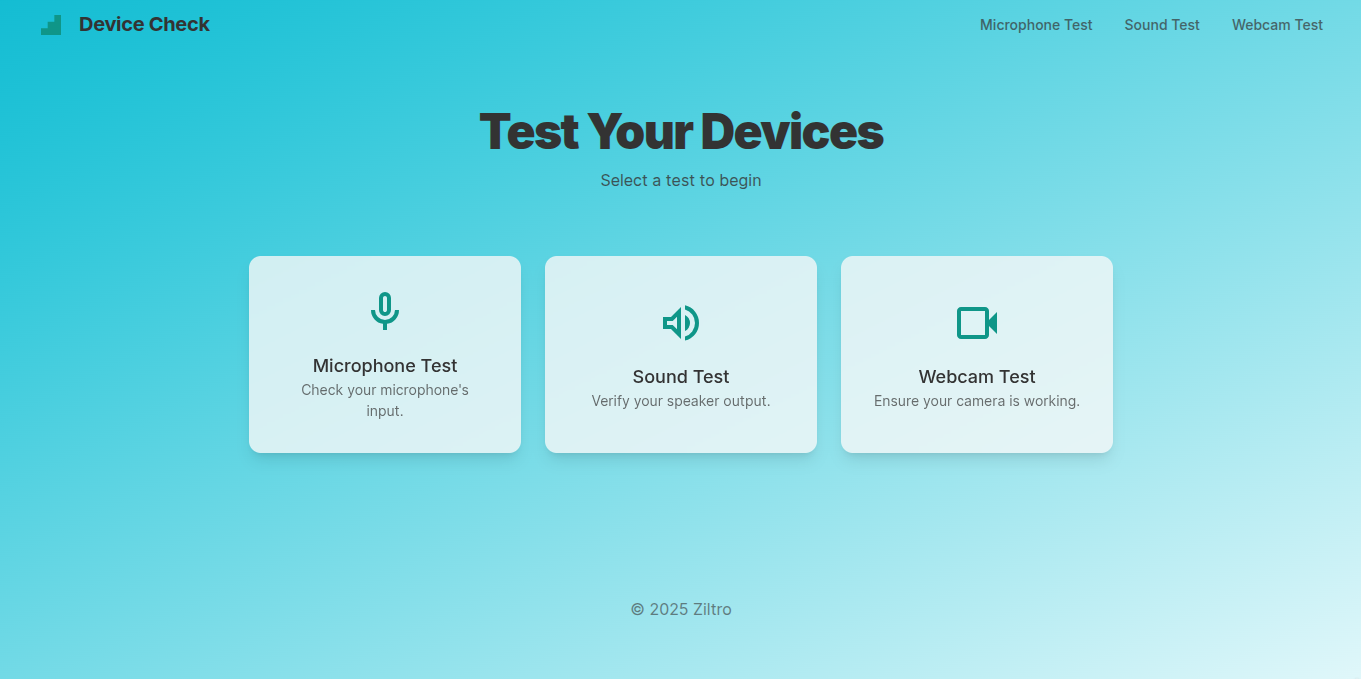 Device Check
Microphone Test
Sound Test
Webcam Test
Test Your Devices
Select a test to begin
Microphone Test
Check your microphone's
input.
Sound Test
Verify your speaker output.
Webcam Test
Ensure your camera is working.
© 2025 Ziltro